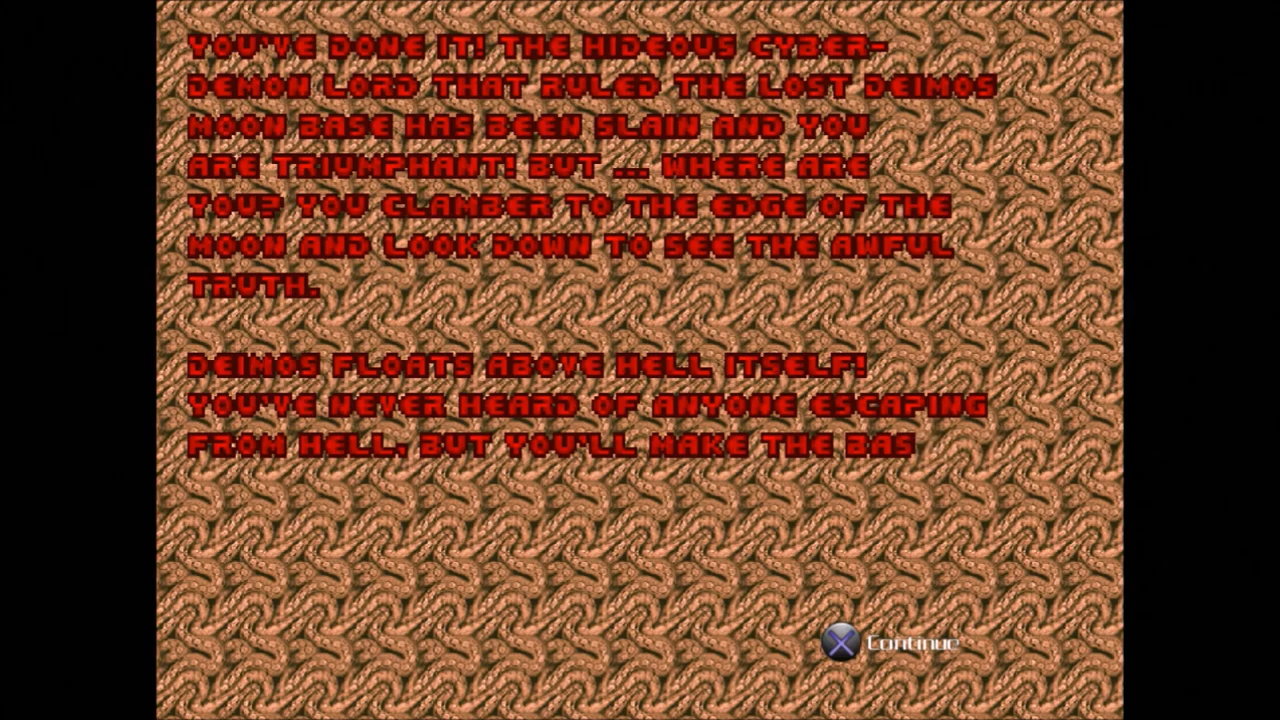 YOU'VE DONE IT! THE HIDEOUS CYBER-
DEMON LORD THAT RULED THE LOST DEIMOS
MOON BASE HAS BEEN SLAIN AND YOU
ARE TRIUMPHANT! BUT ... WHERE ARE
YOU? YOU CLAMBER TO THE EDGE OF THE
MOON AND LOOK DOWN TO SEE THE AWFUL
TRUTH.
DEIMOS FLOATS ABOVE HELL ITSELF!
YOU'VE NEVER HEARD OF ANYONE ESCAPING
FROM HELL, BUT YOU'LL MAKE THE BAS
Continue